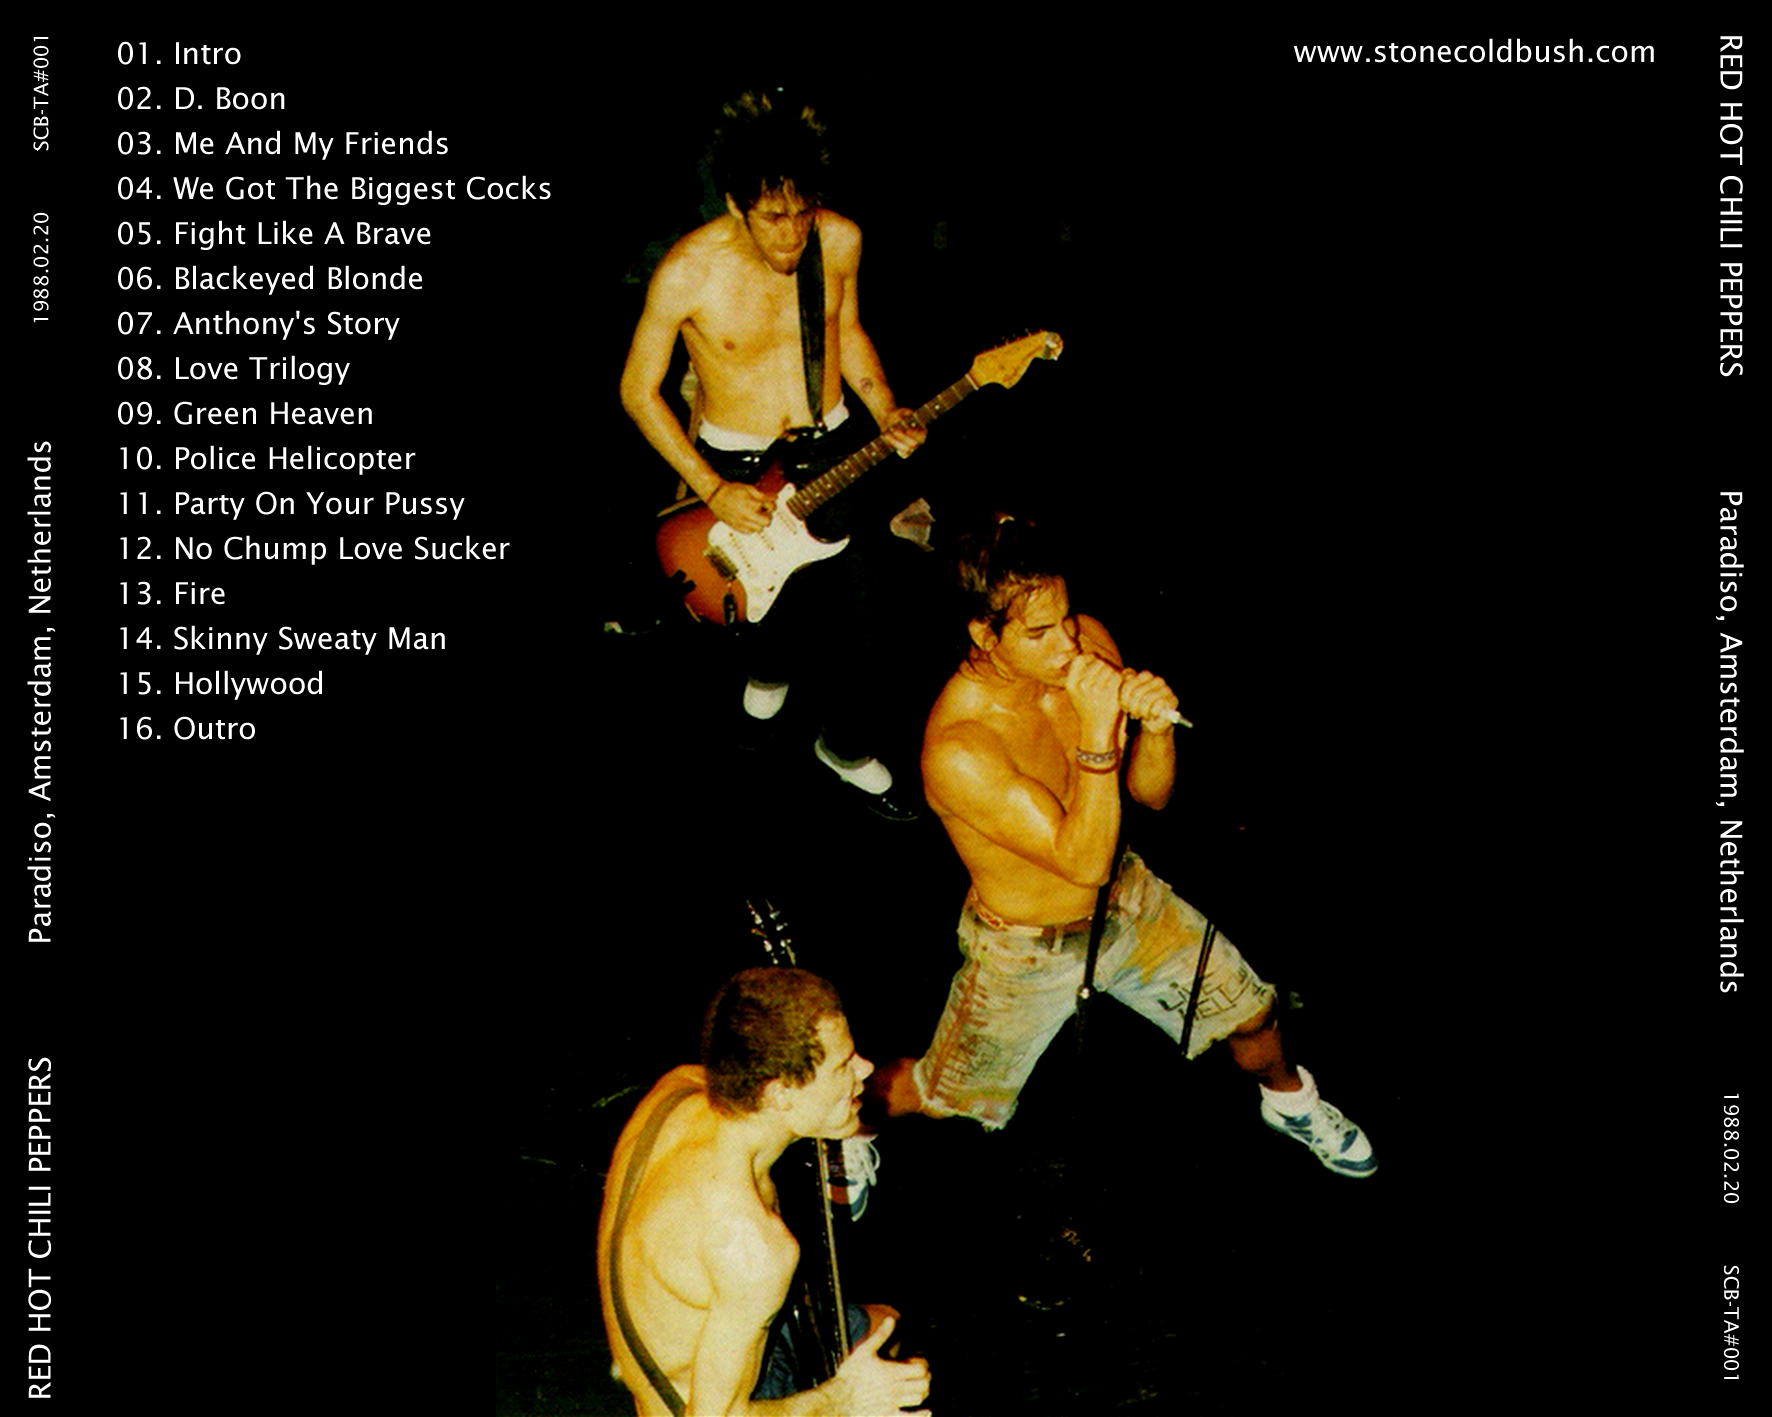 SCB-TA#001
1988.02.20
Paradiso, Amsterdam, Netherlands
RED HOT CHILI PEPPERS
01. Intro
02. D. Boon
03. Me And My Friends
04. We Got The Biggest Cocks
05. Fight Like A Brave
06. Blackeyed Blonde
07. Anthony's Story
08. Love Trilogy
09. Green Heaven
10. Police Helicopter
11. Party On Your Pussy
12. No Chump Love Sucker
13. Fire
14. Skinny Sweaty Man
15. Hollywood
16. Outro
www.stonecoldbush.com
RED HOT CHILI PEPPERS
Paradiso, Amsterdam, Netherlands
1988.02.20
SCB-TA#001